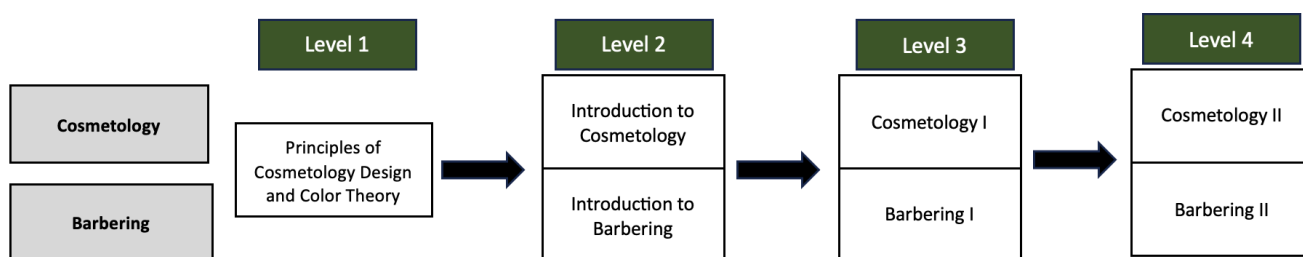 Level 1
Level 2
Level 3
Level 4
Cosmetology
Barbering
Principles of
Cosmetology Design
and Color Theory
Introduction to
Cosmetology
Introduction to
Barbering
Cosmetology I
Barbering I
Cosmetology II
Barbering II